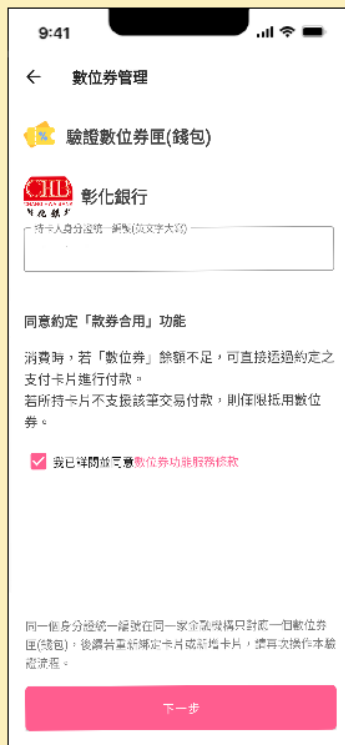 9:41
數位券管理
驗證數位券匣(錢包)
CHB
CHANG HWA BANK
彰化銀行
持卡人身分證統一編號(英文字大寫)
同意約定「款券合用」功能
消費時,若「數位券」餘額不足,可直接透過約定之
支付卡片進行付款。
若所持卡片不支援該筆交易付款,則僅限抵用數位
券。
我已詳閱並同意數位券功能服務條款
同一個身分證統一編號在同一家金融機構只對應一個數位券
匣(錢包),後續若重新綁定卡片或新增卡片,請再次操作本驗
證流程。
下一步